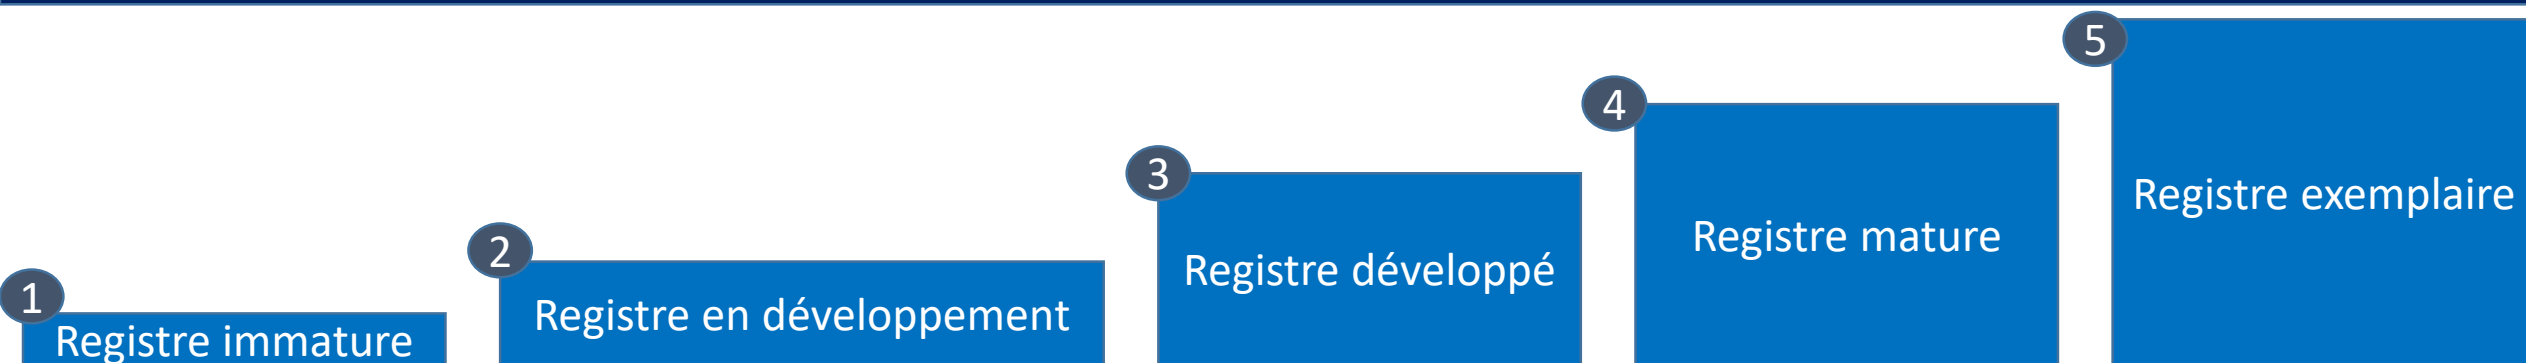 1
Registre immature
2
Registre en développement
3
Registre développé
4
Registre mature
5
Registre exemplaire